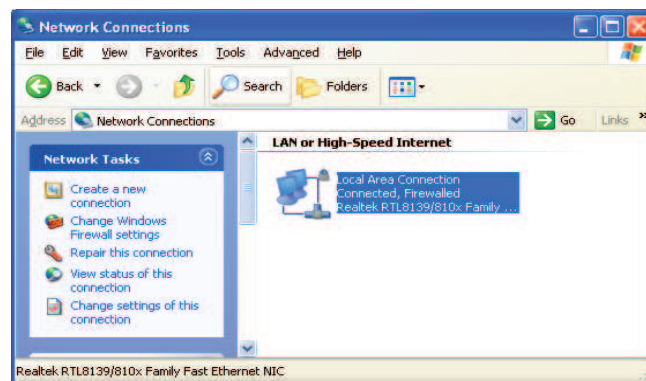 Network Connections
File Edit View Favorites Tools Advanced Help
Back Search Folders
Address Network Connections Go Links »
Network Tasks
Create a new
connection
Change Windows
Firewall settings
Repair this connection
View status of this
connection
Change settings of this
connection
LAN or High-Speed Internet
Local Area Connection
Connected, Firewalled
Realtek RTL8139/810x Family ...
Realtek RTL8139/810x Family Fast Ethernet NIC